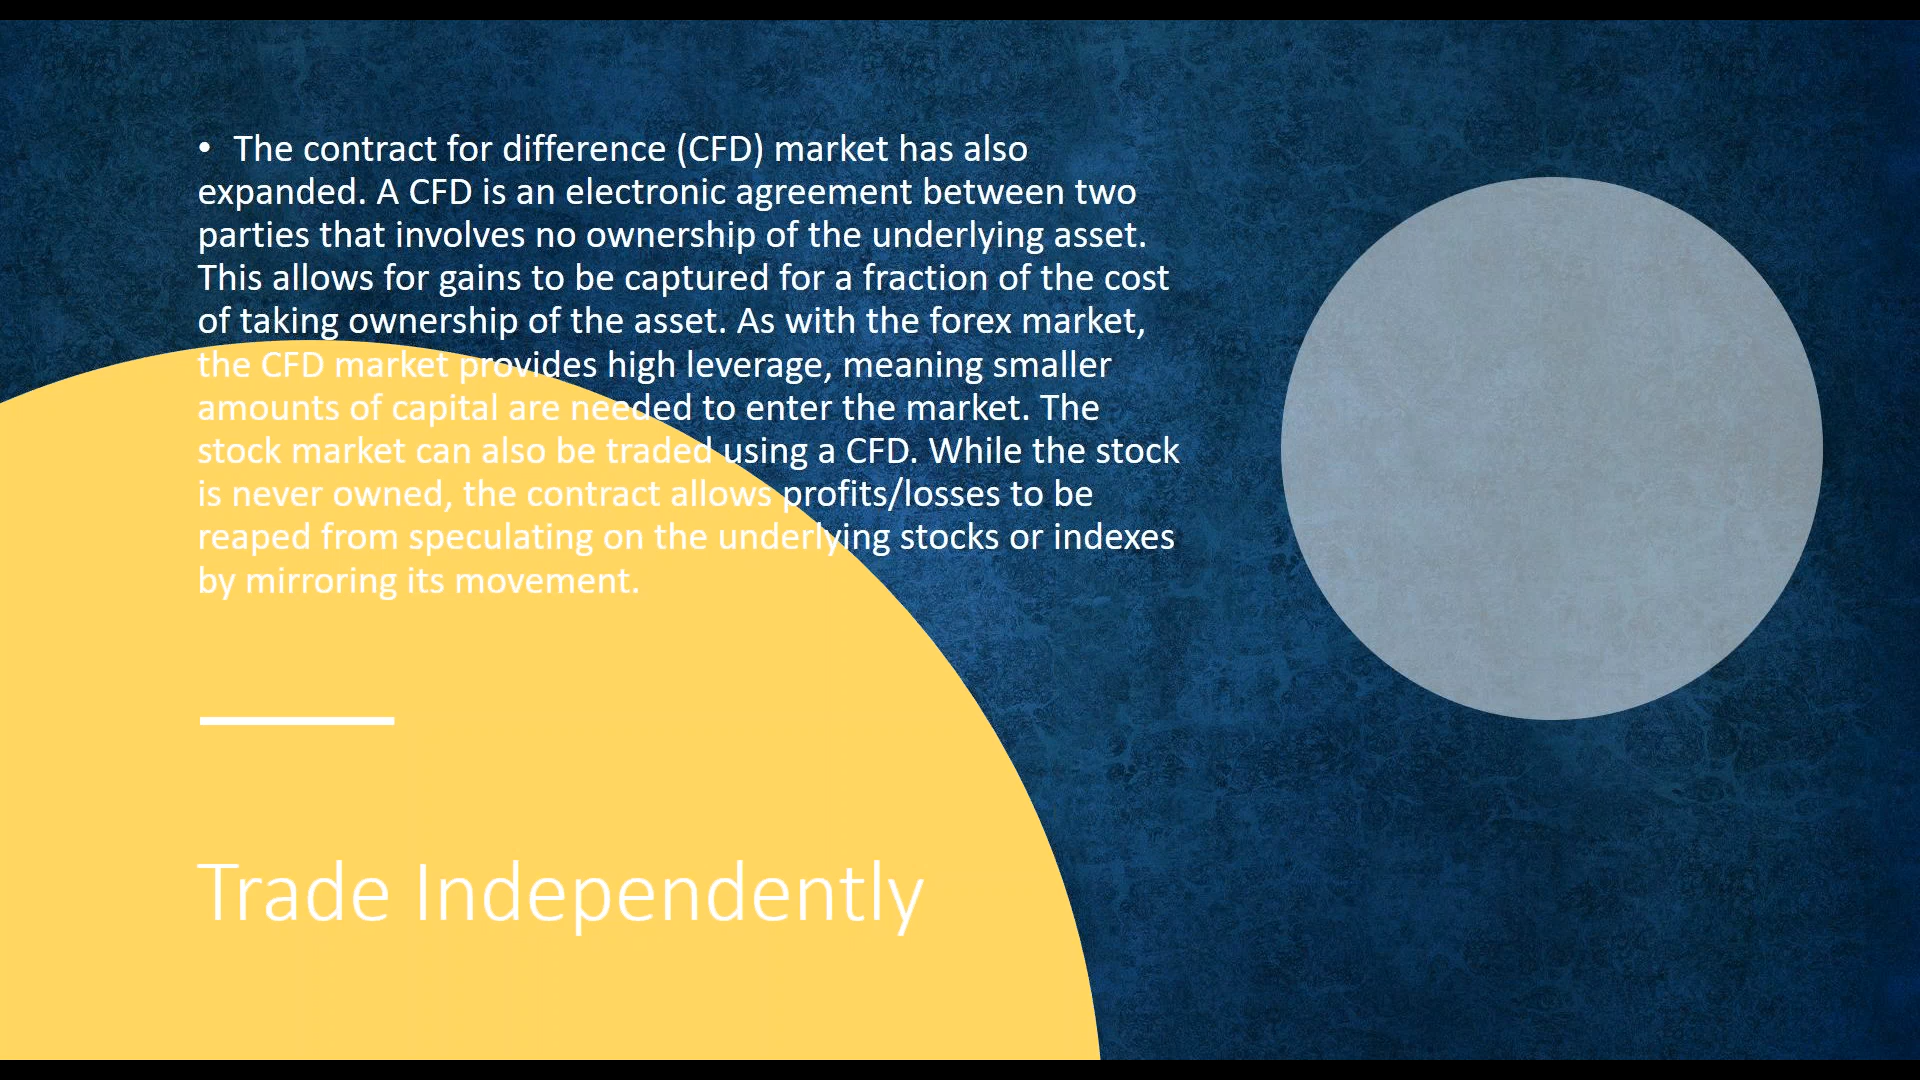 • The contract for difference (CFD) market has also
expanded. A CFD is an electronic agreement between two
parties that involves no ownership of the underlying asset.
This allows for gains to be captured for a fraction of the cost
of taking ownership of the asset. As with the forex market,
the CFD market provides high leverage, meaning smaller
amounts of capital are needed to enter the market. The
stock market can also be traded using a CFD. While the stock
is never owned, the contract allows profits/losses to be
reaped from speculating on the underlying stocks or indexes
by mirroring its movement.
Trade Independently